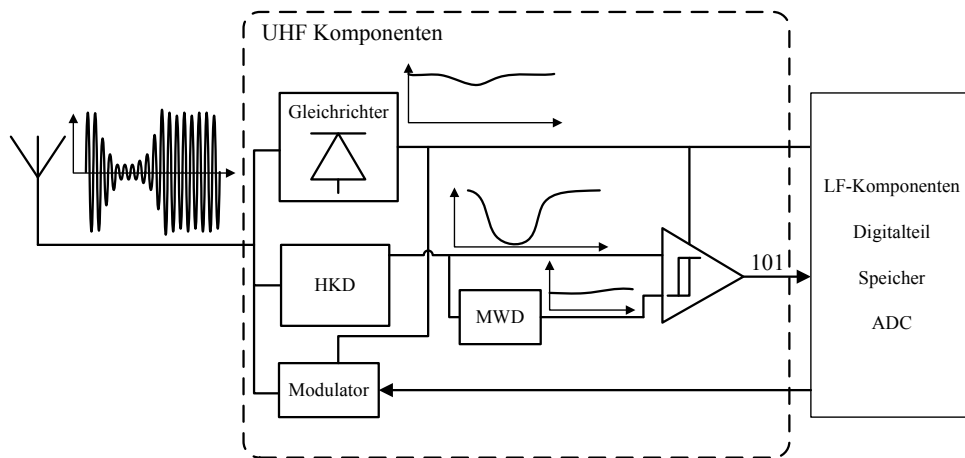 UHF Komponenten
Gleichrichter
HKD
MWD
Modulator
101
LF-Komponenten
Digitalteil
Speicher
ADC